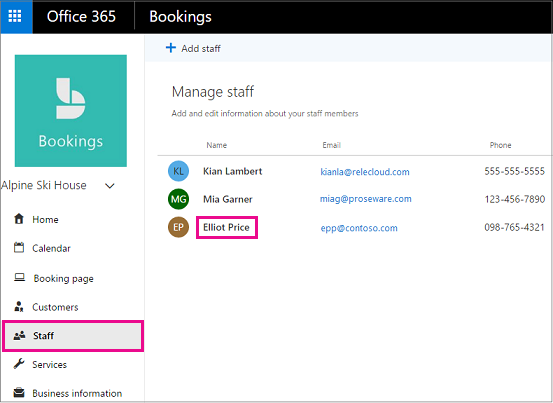 Office 365 Bookings
+ Add staff
Bookings
Manage staff
Add and edit information about your staff members
Name Email Phone
KL Kian Lambert kianla@relecloud.com 555-555-5555
MG Mia Garner miag@proseware.com 123-456-7890
EP Elliot Price epp@contoso.com 098-765-4321
Alpine Ski House
Home
Calendar
Booking page
Customers
Staff
Services
Business information